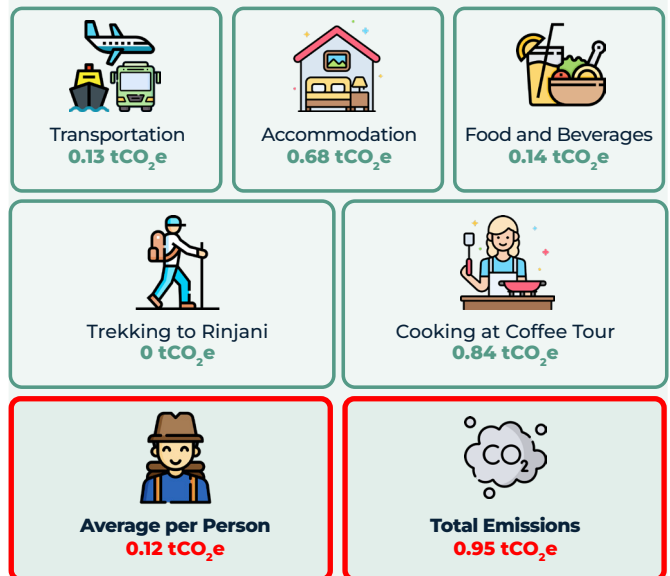 Transportation
0.13 tCO₂e
Accommodation
0.68 tCO₂e
Food and Beverages
0.14 tCO₂e
Trekking to Rinjani
0 tCO₂e
Cooking at Coffee Tour
0.84 tCO₂e
Average per Person
0.12 tCO₂e
CO₂
Total Emissions
0.95 tCO₂e